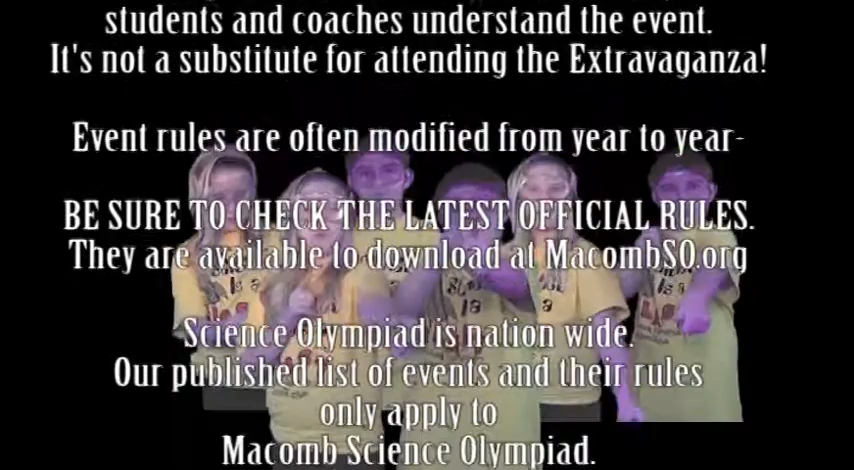 students and coaches understand the event.
It's not a substitute for attending the Extravaganza!
Event rules are often modified from year to year-
BE SURE TO CHECK THE LATEST OFFICIAL RULES.
They are available to download at MacombSO.org
Science Olympiad is nation wide.
Our published list of events and their rules
only apply to
Macomb Science Olympiad.